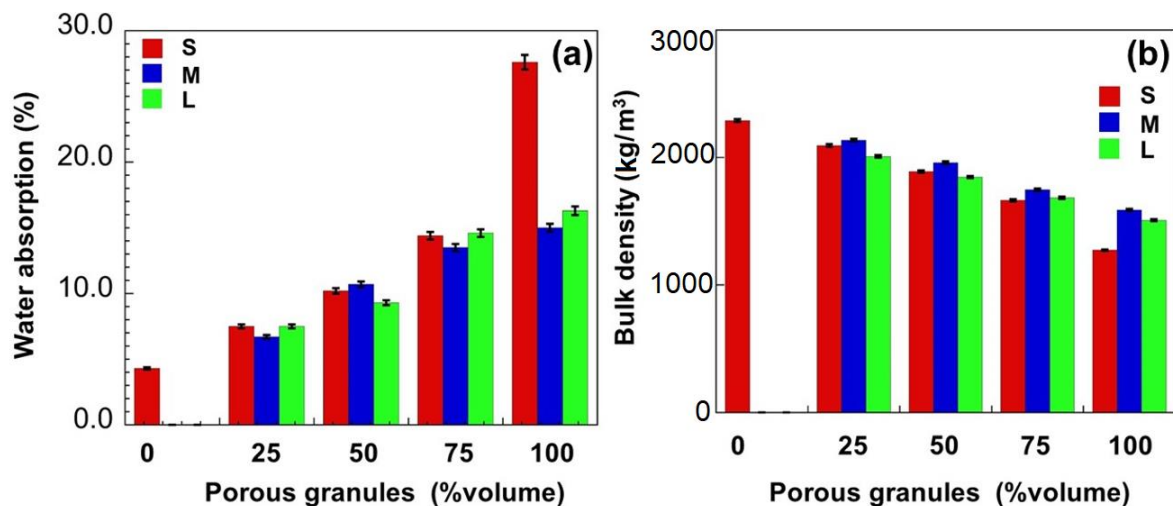 (a)
S
M
L
Water absorption (%)
30.0
20.0
10.0
0.0
0 25 50 75 100
Porous granules (%volume)
(b)
S
M
L
Bulk density (kg/m³)
3000
2000
1000
0
0 25 50 75 100
Porous granules (%volume)